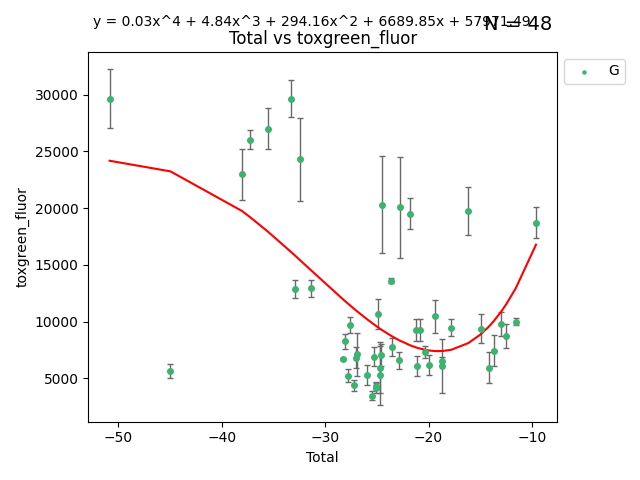 y = 0.03x^4 + 4.84x^3 + 294.16x^2 + 6689.85x +
N = 48
Total vs toxgreen_fluor
G
30000
25000
20000
15000
10000
5000
toxgreen_fluor
−50
−40
−30
−20
−10
Total